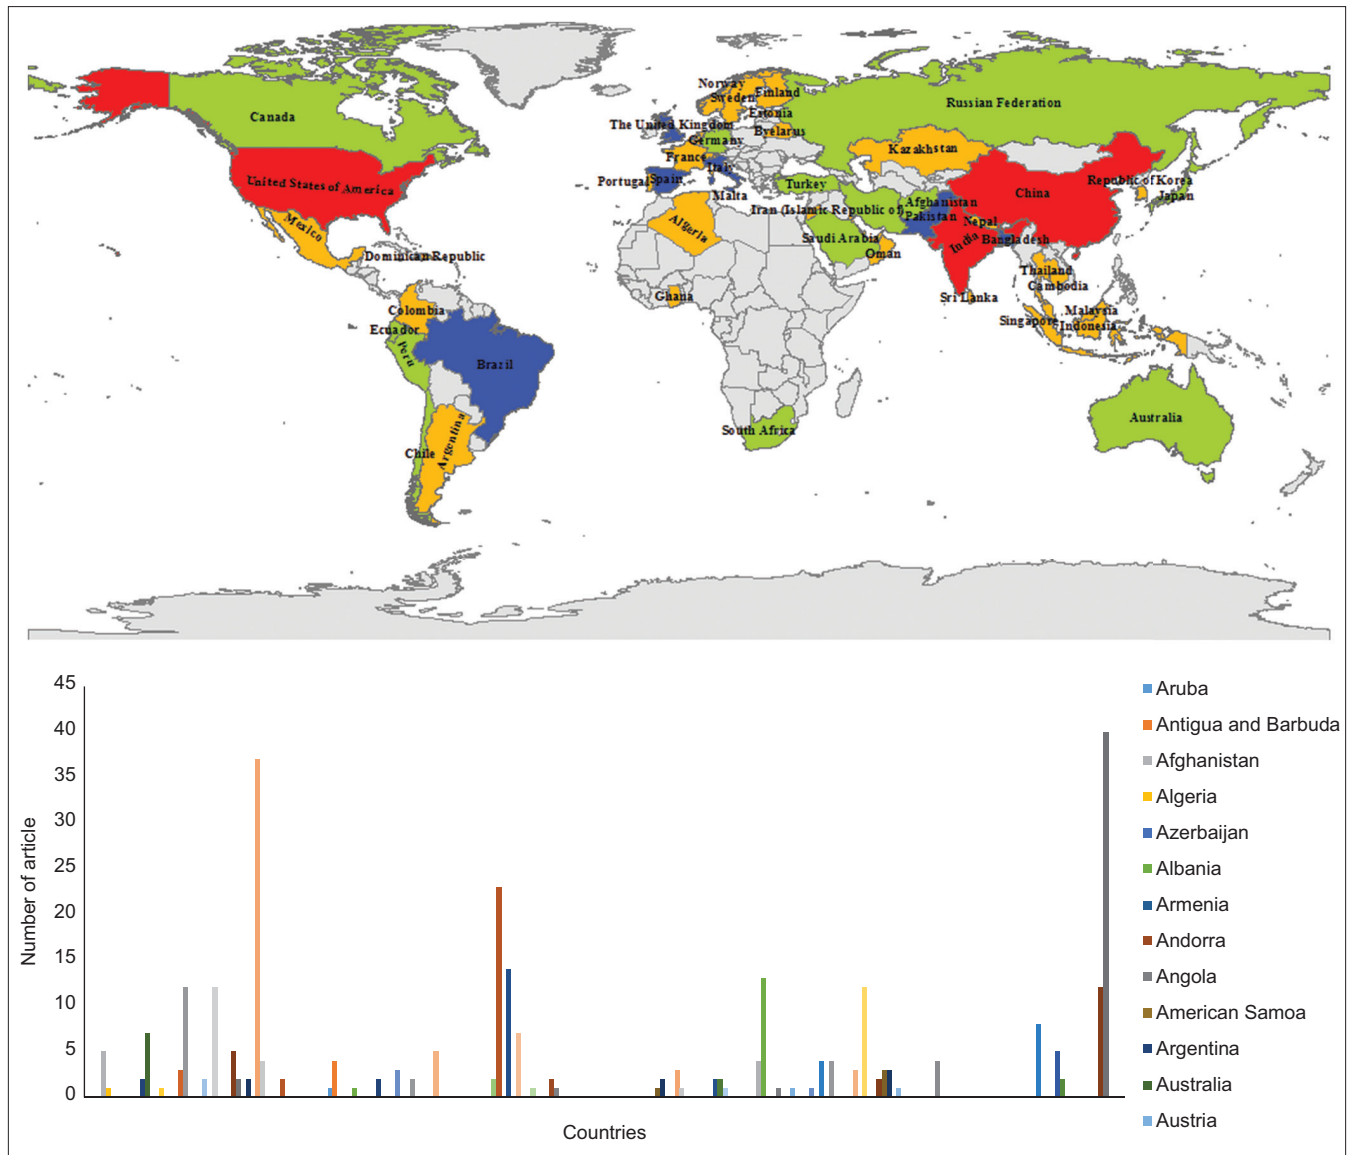 Norway
Sweden
Finland
Russian Federation
Canada
Estonia
The United Kingdom
Byelarus
Germany
Kazakhstan
France
Italy
United States of America
Portugal
Spain
Turkey
Republic of Korea
China
Japan
Malta
Iran (Islamic Republic of)
Afghanistan
Pakistan
Mexico
Algeria
Nepal
Saudi Arabia
India
Bangladesh
Oman
Dominican Republic
Thailand
Cambodia
Ghana
Sri Lanka
Colombia
Malaysia
Singapore
Indonesia
Ecuador
Peru
Brazil
Australia
South Africa
Chile
Argentina
45
40
35
30
25
20
15
10
5
0
Number of article
Countries
Aruba
Antigua and Barbuda
Afghanistan
Algeria
Azerbaijan
Albania
Armenia
Andorra
Angola
American Samoa
Argentina
Australia
Austria